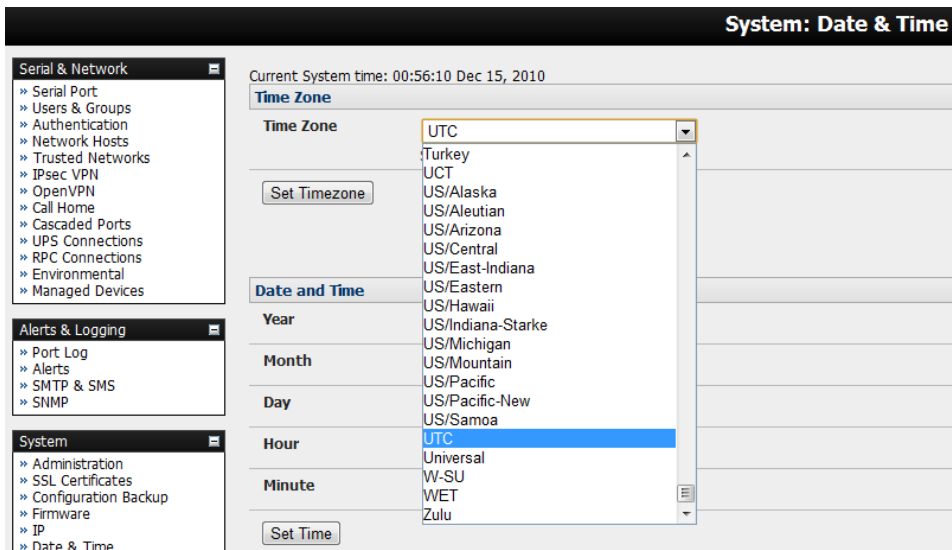 System: Date & Time
Serial & Network
» Serial Port
» Users & Groups
» Authentication
» Network Hosts
» Trusted Networks
» IPsec VPN
» OpenVPN
» Call Home
» Cascaded Ports
» UPS Connections
» RPC Connections
» Environmental
» Managed Devices
Alerts & Logging
» Port Log
» Alerts
» SMTP & SMS
» SNMP
System
» Administration
» SSL Certificates
» Configuration Backup
» Firmware
» IP
» Date & Time
Current System time: 00:56:10 Dec 15, 2010
Time Zone
Time Zone
UTC
Turkey
UCT
US/Alaska
US/Aleutian
US/Arizona
US/Central
US/East-Indiana
US/Eastern
US/Hawaii
US/Indiana-Starke
US/Michigan
US/Mountain
US/Pacific
US/Pacific-New
US/Samoa
UTC
Universal
W-SU
WET
Zulu
Set Timezone
Date and Time
Year
Month
Day
Hour
Minute
Set Time